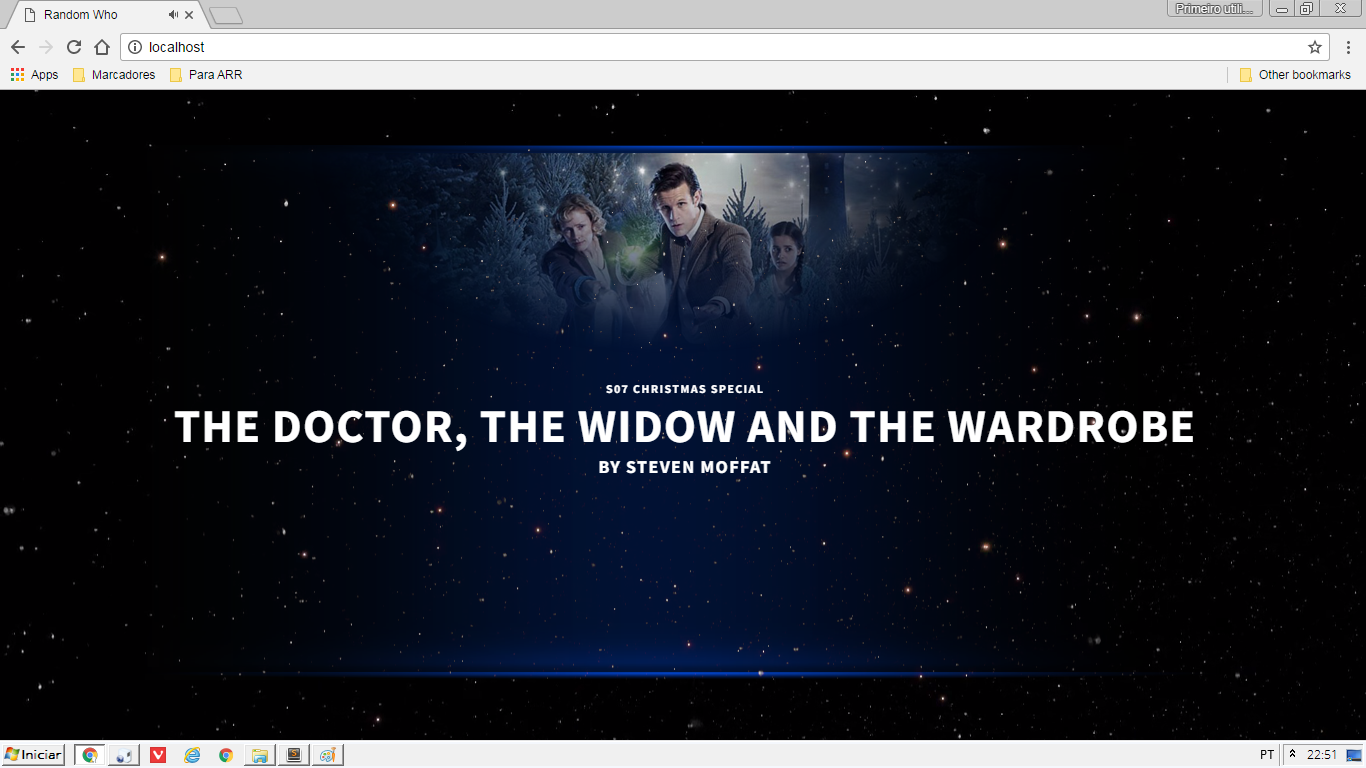 Random Who
Primeiro utili...
localhost
Apps Marcadores Para ARR Other bookmarks
S07 CHRISTMAS SPECIAL
THE DOCTOR, THE WIDOW AND THE WARDROBE
BY STEVEN MOFFAT
Iniciar PT 22:51